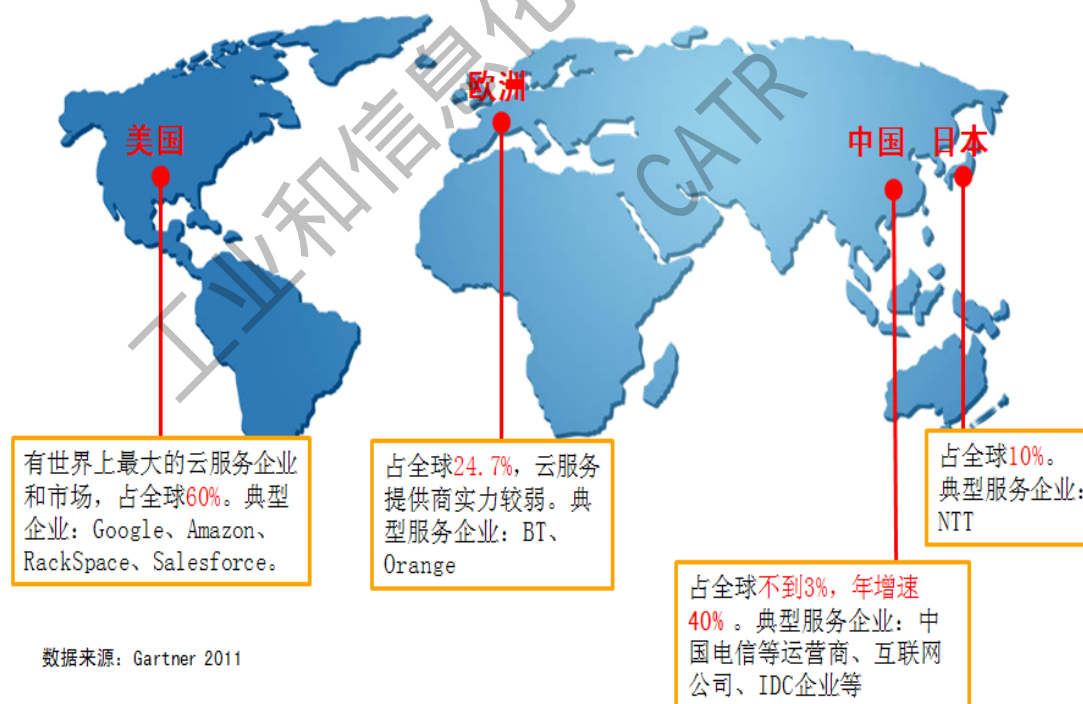 工业和信息化
CATR
美国
欧洲
中国
日本
有世界上最大的云服务企业
和市场，占全球60%。典型
企业：Google、Amazon、
RackSpace、Salesforce。
占全球24.7%，云服务
提供商实力较弱。典
型服务企业：BT、
Orange
占全球不到3%，年增速
40% 。典型服务企业：中
国电信等运营商、互联网
公司、IDC企业等
占全球10%。
典型服务企业：
NTT
数据来源：Gartner 2011